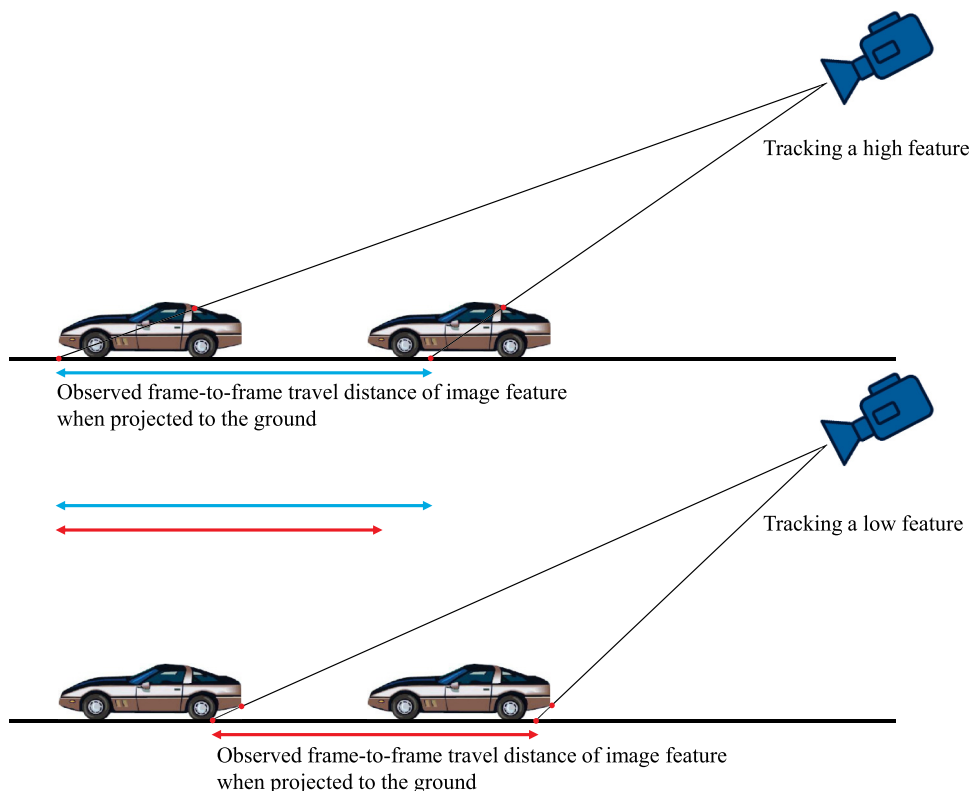 Tracking a high feature
Observed frame-to-frame travel distance of image feature
when projected to the ground
Tracking a low feature
Observed frame-to-frame travel distance of image feature
when projected to the ground